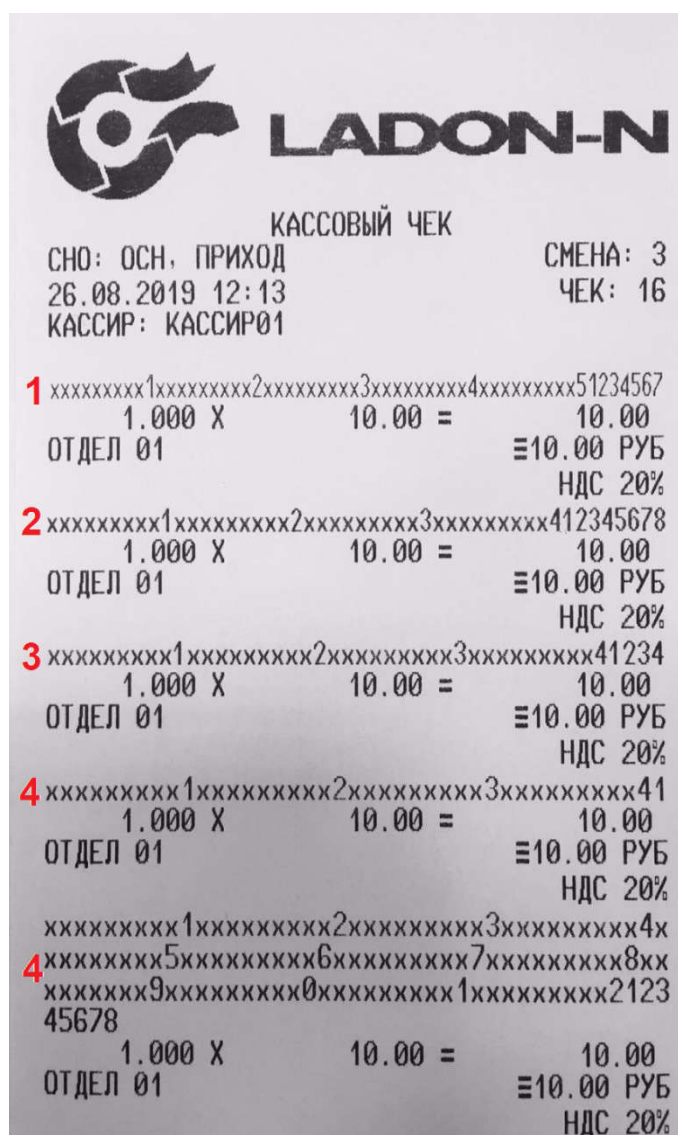 LADON-N
КАССОВЫЙ ЧЕК
СНО: ОСН, ПРИХОД СМЕНА: 3
26.08.2019 12:13 ЧЕК: 16
КАССИР: КАССИР01
1 xxxxxxxxx1xxxxxxxxx2xxxxxxxxx3xxxxxxxxx4xxxxxxxxx51234567
1.000 X 10.00 = 10.00
ОТДЕЛ 01 ≡10.00 РУБ
НДС 20%
2 xxxxxxxxx1xxxxxxxxx2xxxxxxxxx3xxxxxxxxx412345678
1.000 X 10.00 = 10.00
ОТДЕЛ 01 ≡10.00 РУБ
НДС 20%
3 xxxxxxxxx1xxxxxxxxx2xxxxxxxxx3xxxxxxxxx41234
1.000 X 10.00 = 10.00
ОТДЕЛ 01 ≡10.00 РУБ
НДС 20%
4 xxxxxxxxx1xxxxxxxxx2xxxxxxxxx3xxxxxxxxx41
1.000 X 10.00 = 10.00
ОТДЕЛ 01 ≡10.00 РУБ
НДС 20%
xxxxxxxxx1xxxxxxxxx2xxxxxxxxx3xxxxxxxxx4x
4 xxxxxxxx5xxxxxxxxx6xxxxxxxxx7xxxxxxxxx8xx
xxxxxxx9xxxxxxxxx0xxxxxxxxx1xxxxxxxxx2123
45678
1.000 X 10.00 = 10.00
ОТДЕЛ 01 ≡10.00 РУБ
НДС 20%